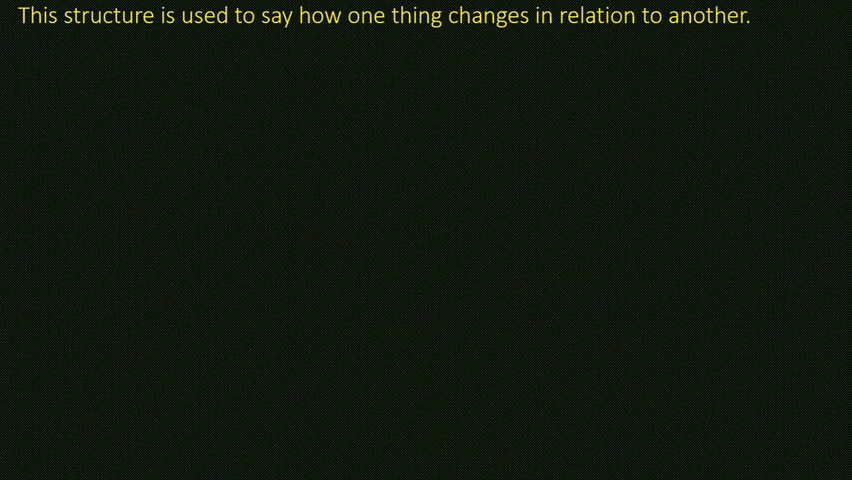 This structure is used to say how one thing changes in relation to another.